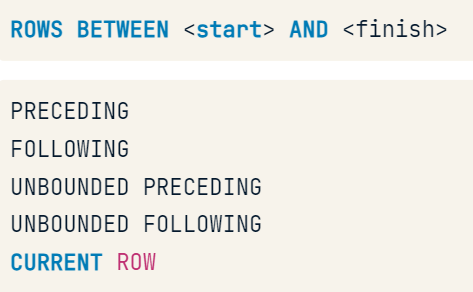 ROWS BETWEEN <start> AND <finish>
PRECEDING
FOLLOWING
UNBOUNDED PRECEDING
UNBOUNDED FOLLOWING
CURRENT ROW